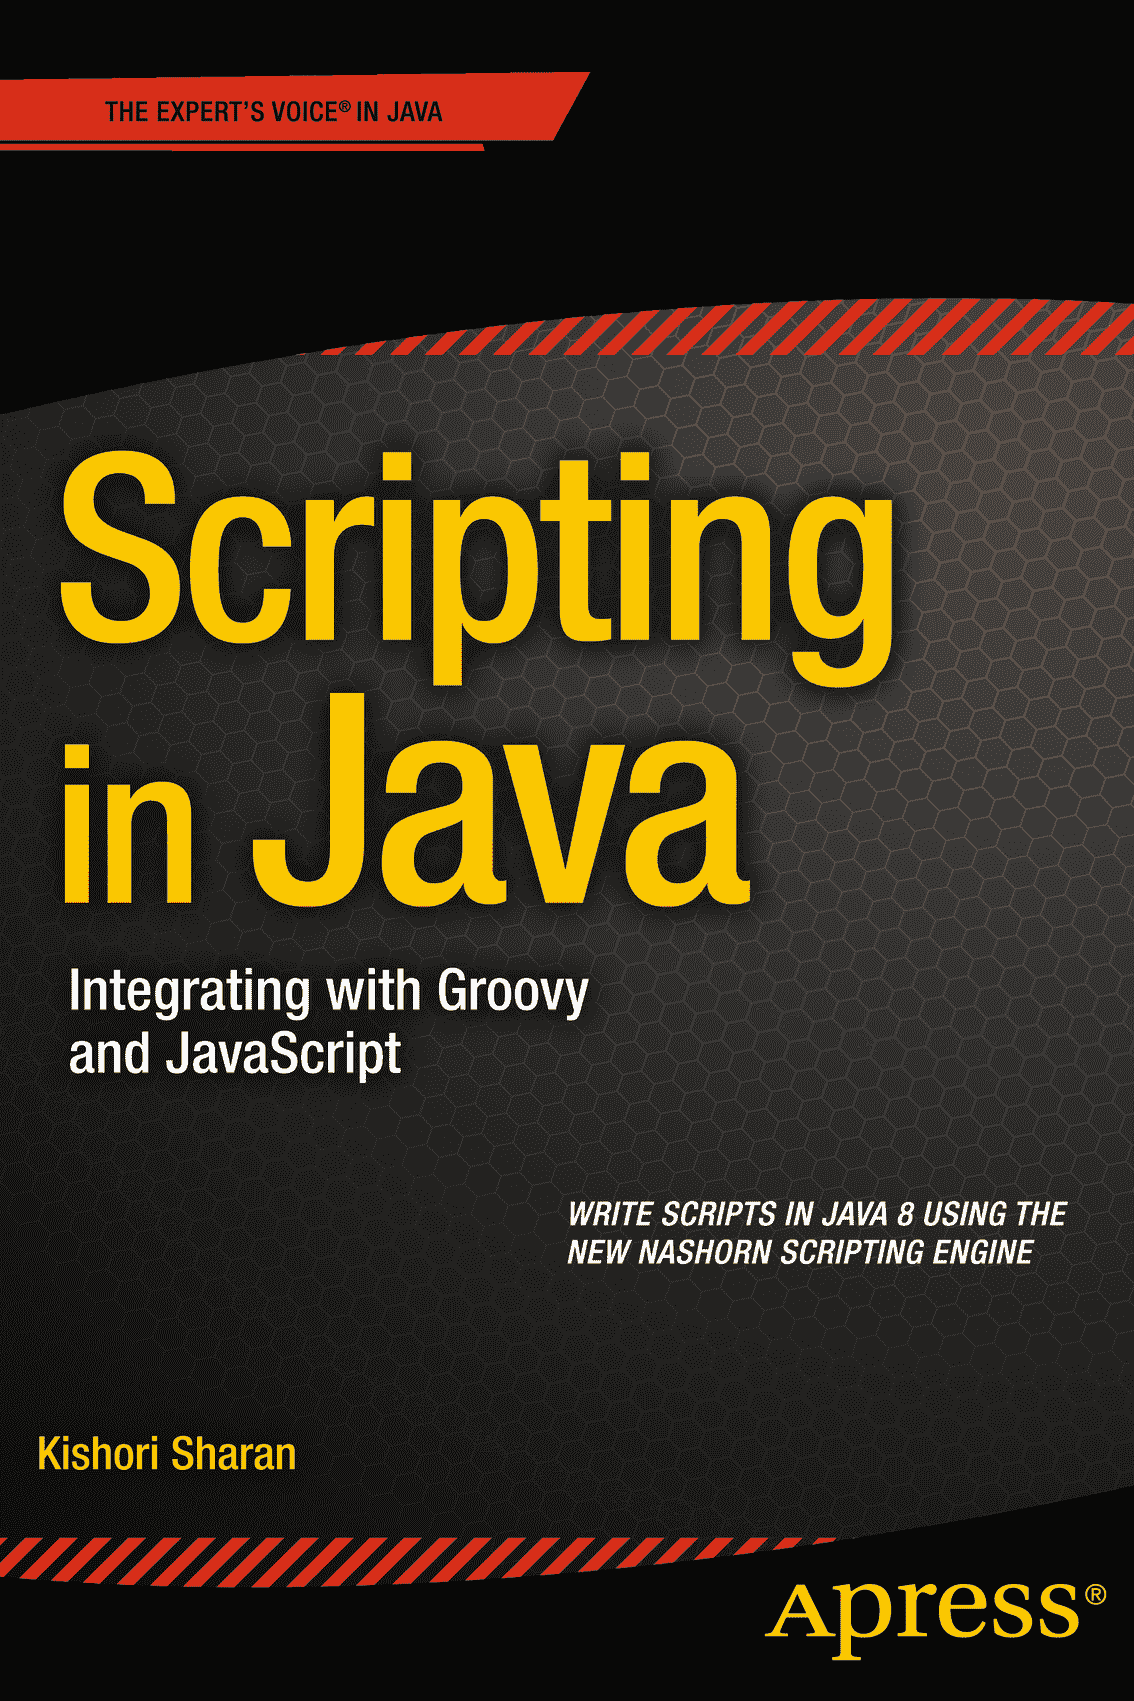 THE EXPERT'S VOICE® IN JAVA
Scripting
in Java
Integrating with Groovy
and JavaScript
WRITE SCRIPTS IN JAVA 8 USING THE
NEW NASHORN SCRIPTING ENGINE
Kishori Sharan
Apress®